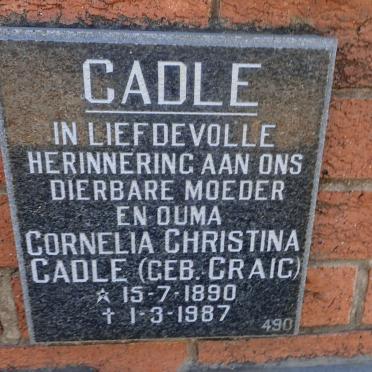 CADLE
IN LIEFDEVOLLE
HERINNERING AAN ONS
DIERBARE MOEDER
EN OUMA
CORNELIA CHRISTINA
CADLE (GEB. CRAIG)
☆ 15-7-1890
† 1-3-1987
490